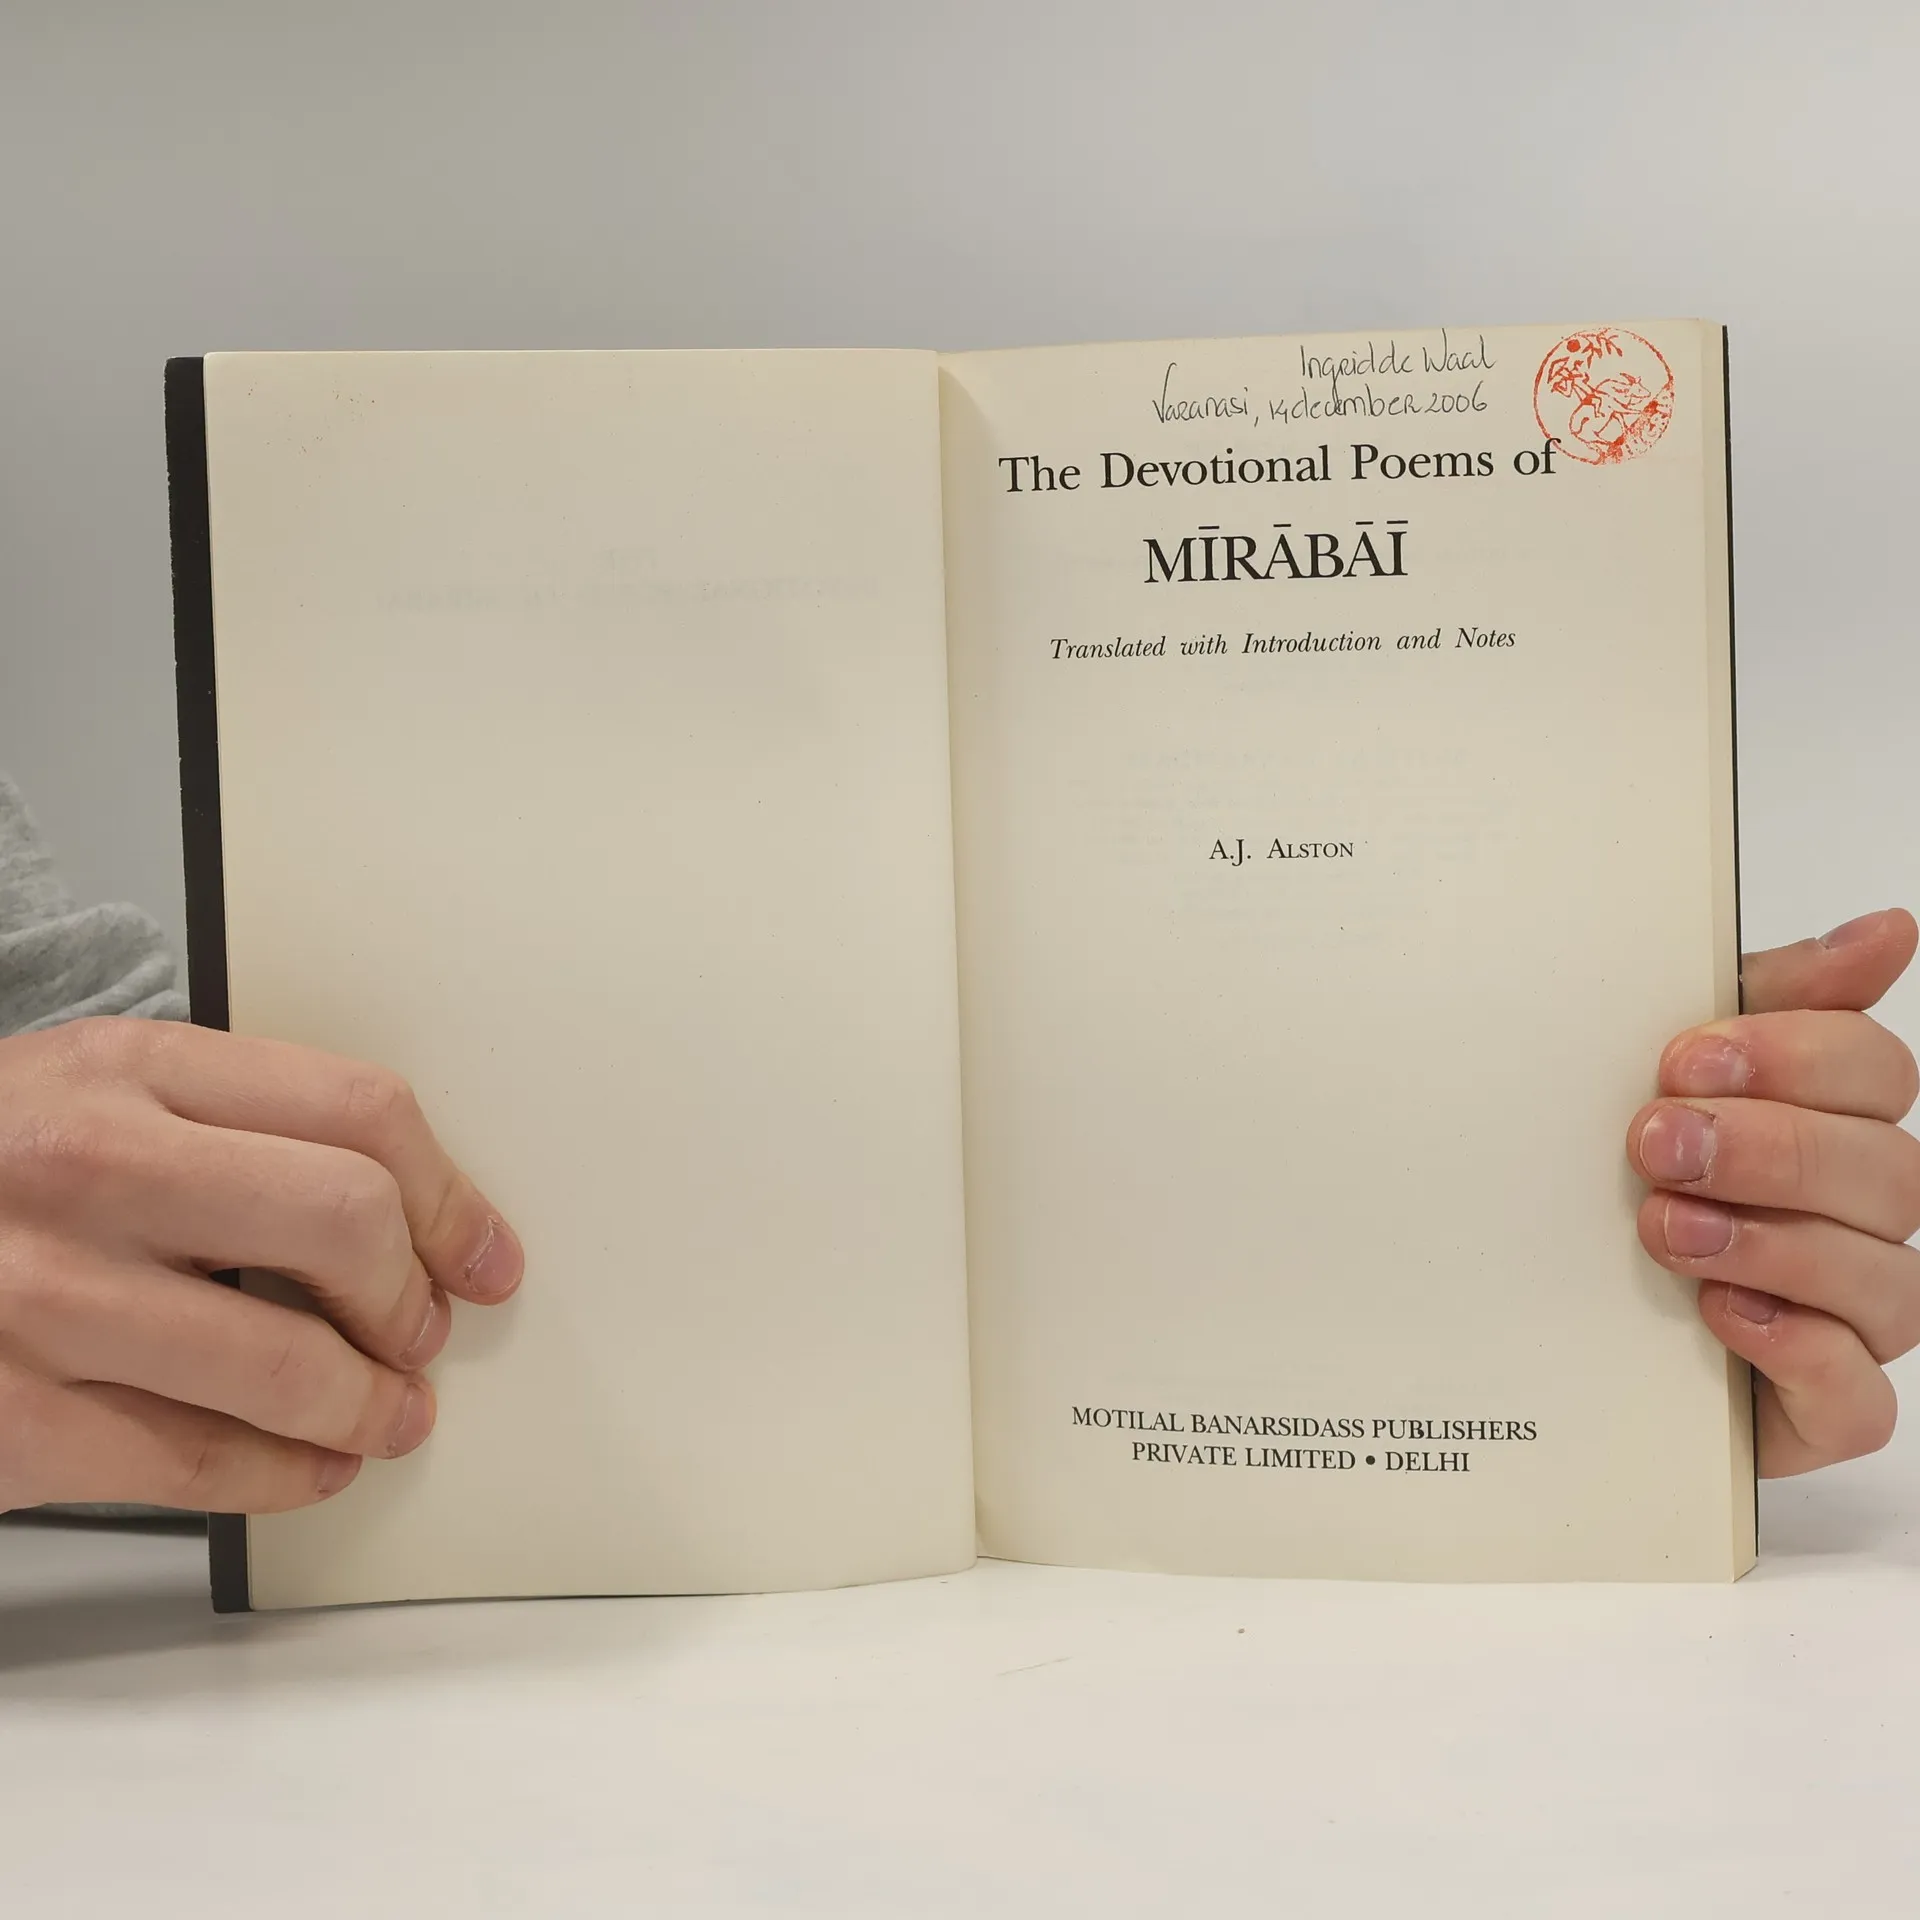 Ingrid de Waal
Varanasi, 14 december 2006
The Devotional Poems of
MĪRĀBĀĪ
Translated with Introduction and Notes
A.J. ALSTON
MOTILAL BANARSIDASS PUBLISHERS
PRIVATE LIMITED • DELHI